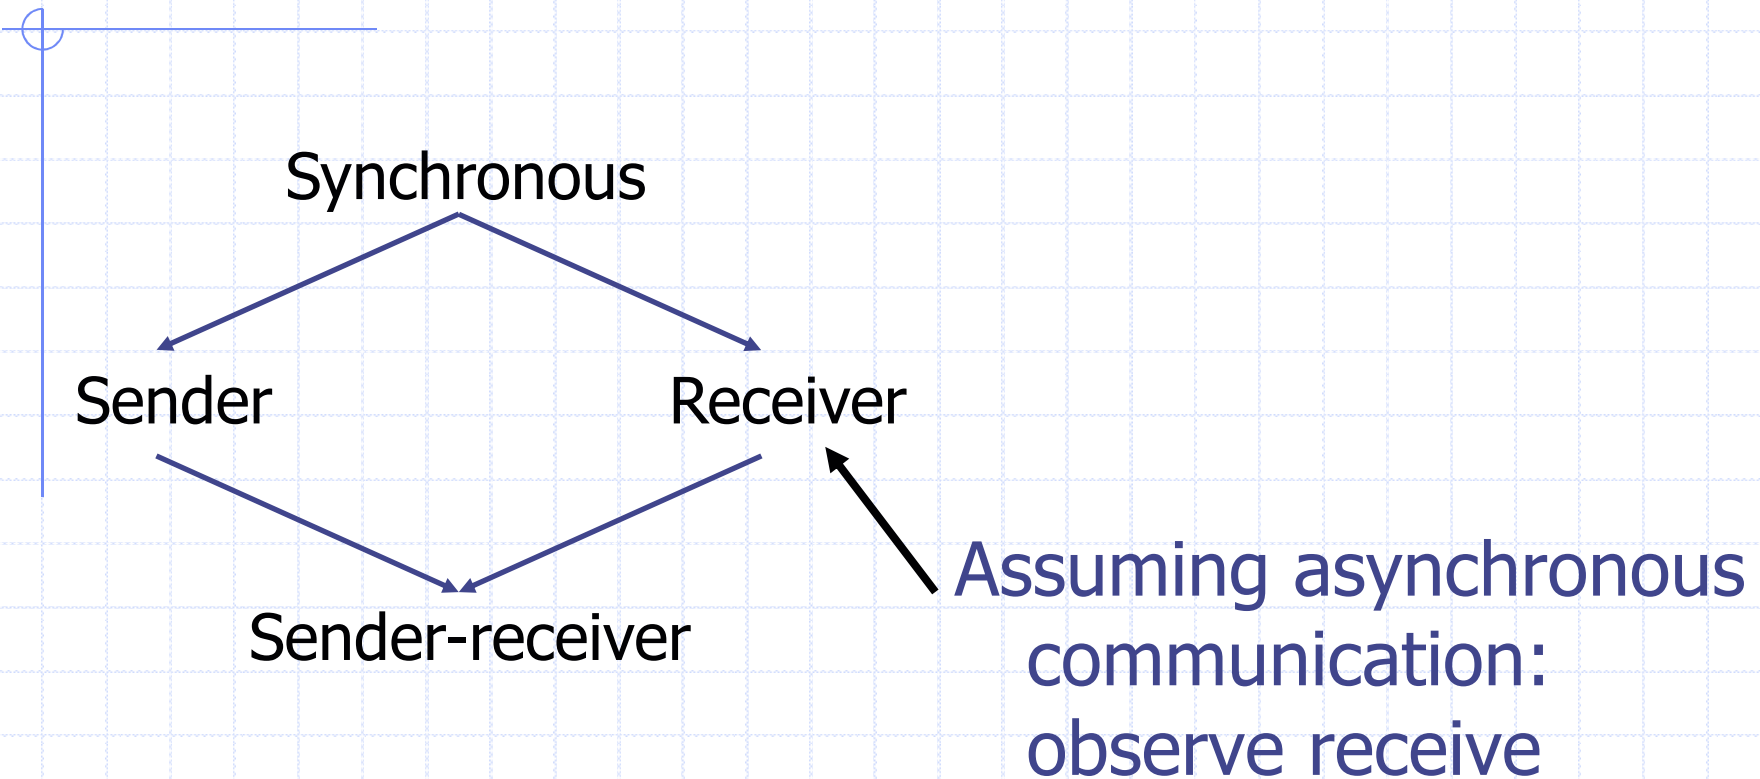 Synchronous
Sender
Receiver
Sender-receiver
Assuming asynchronous
communication:
observe receive